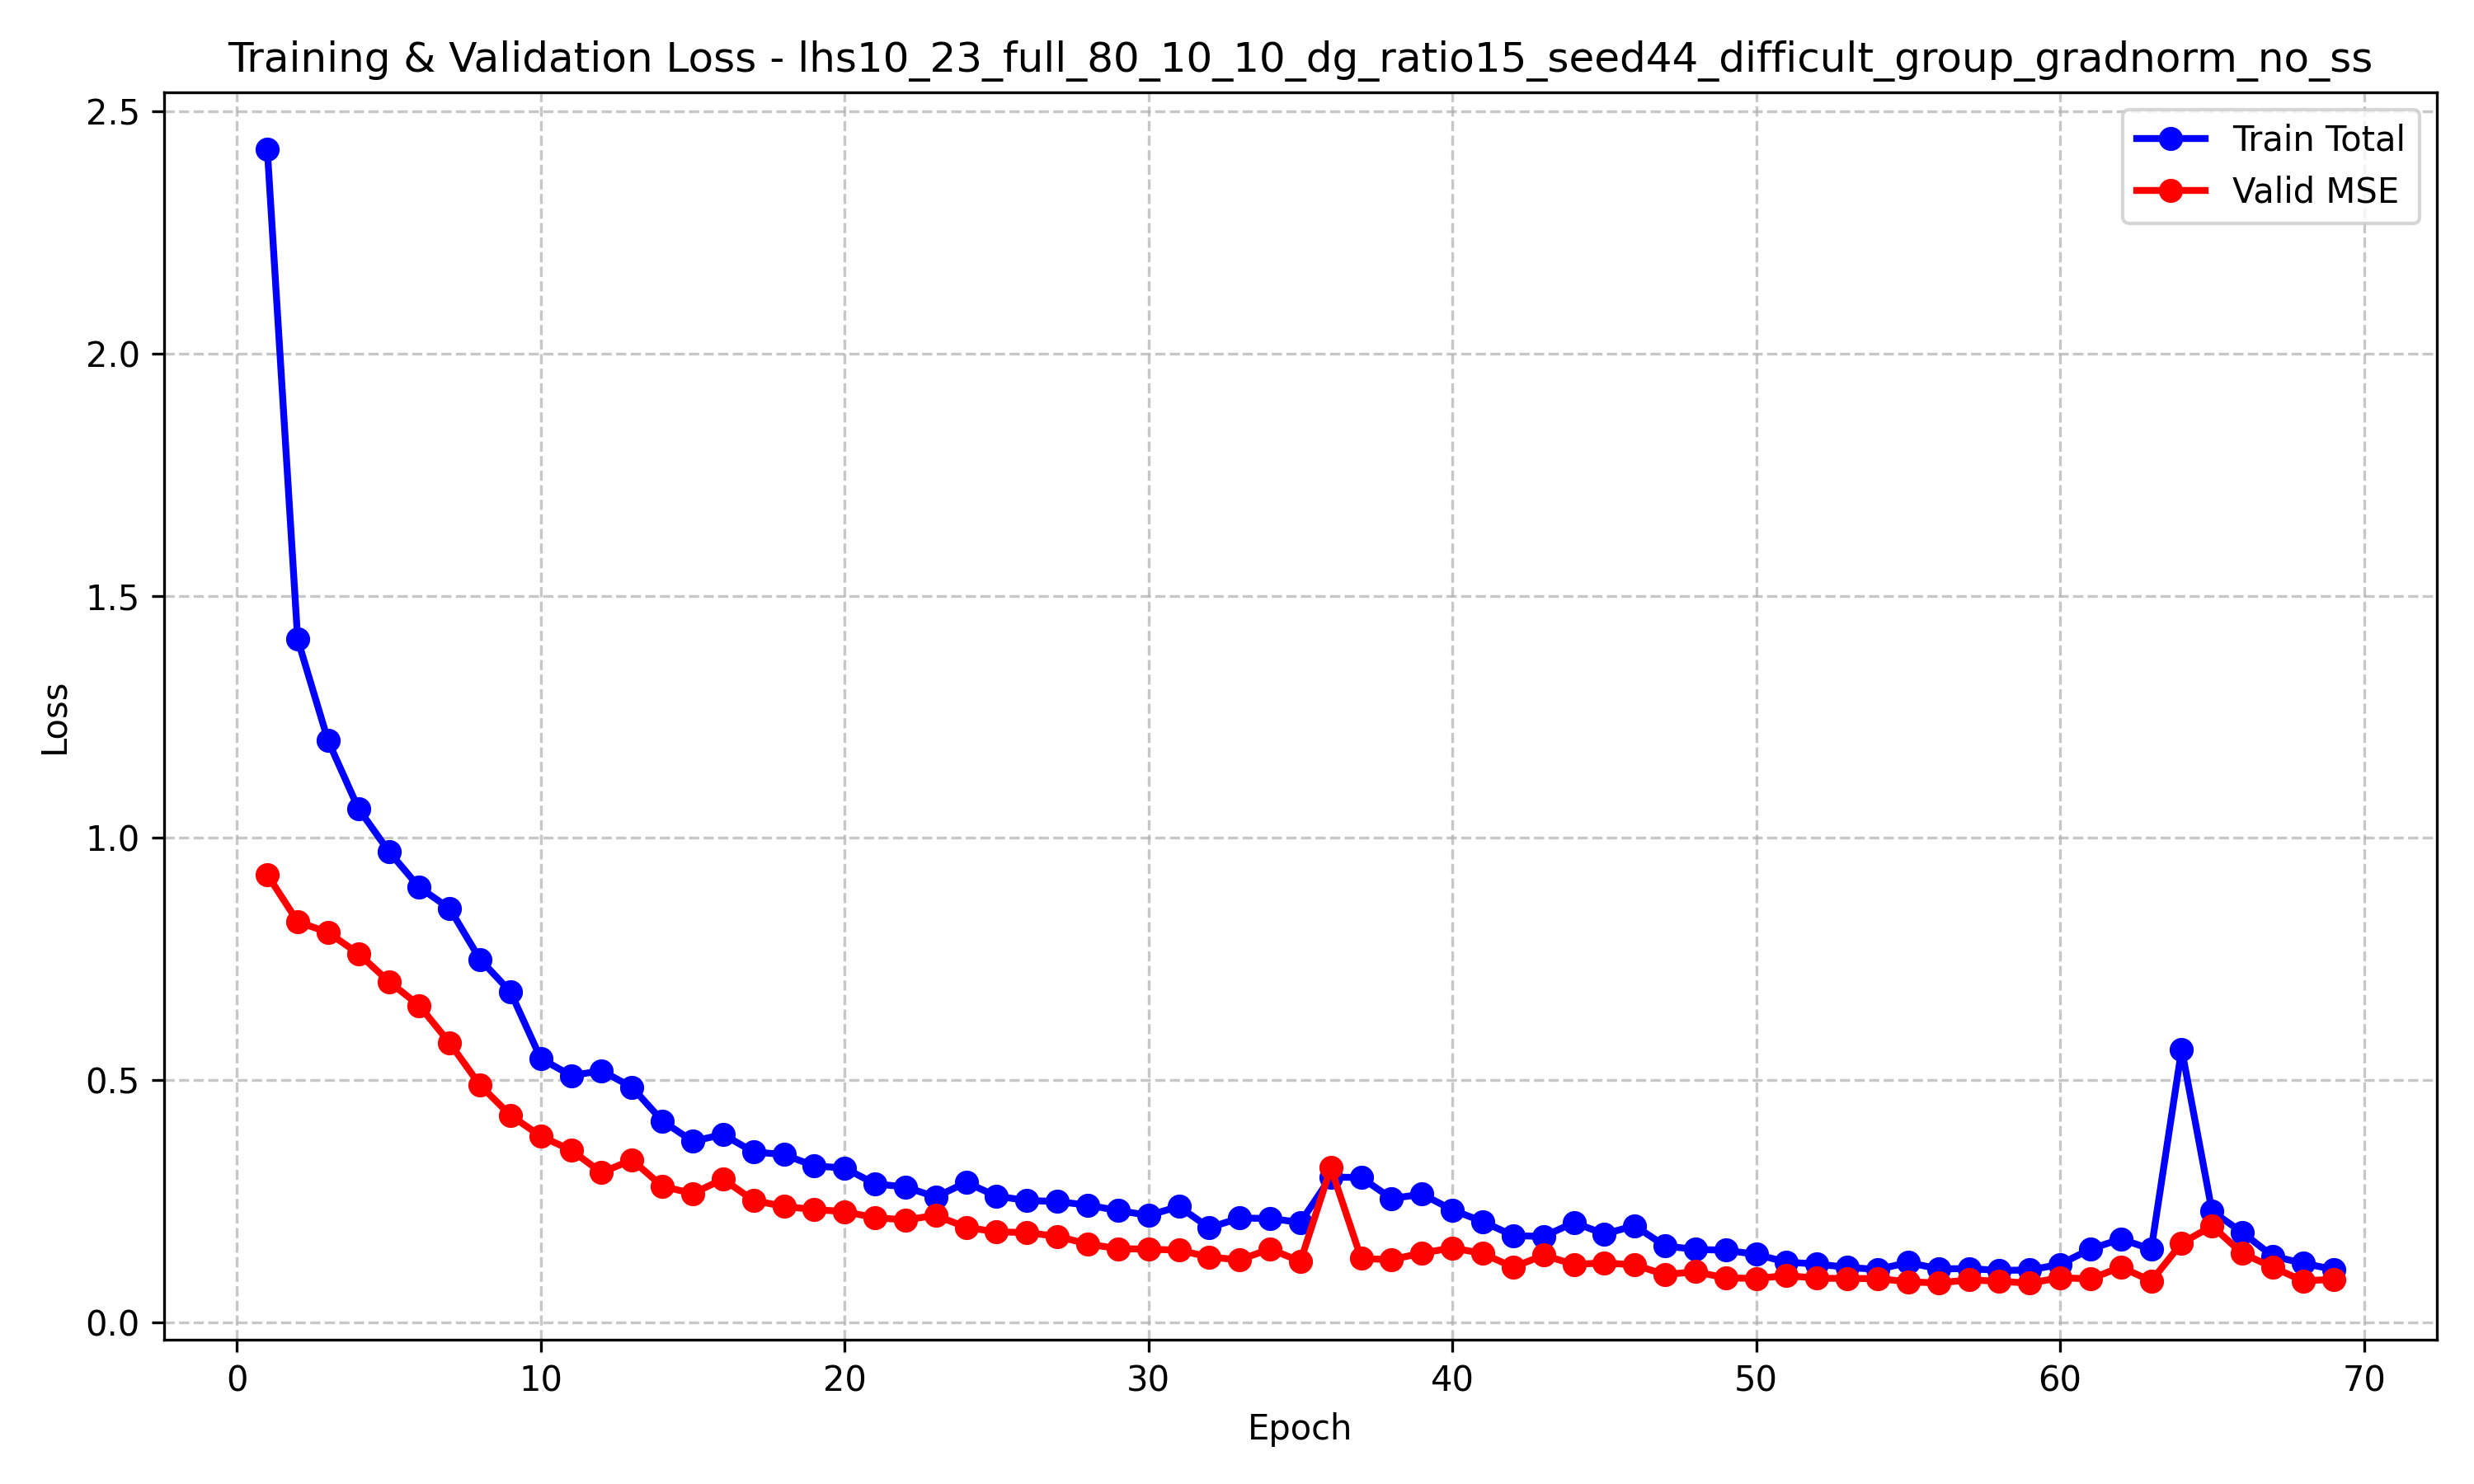 Training & Validation Loss - lhs10_23_full_80_10_10_dg_ratio15_seed44_difficult_group_gradnorm_no_ss
Train Total
Valid MSE
2.5
2.0
1.5
1.0
0.5
0.0
Loss
0 10 20 30 40 50 60 70
Epoch